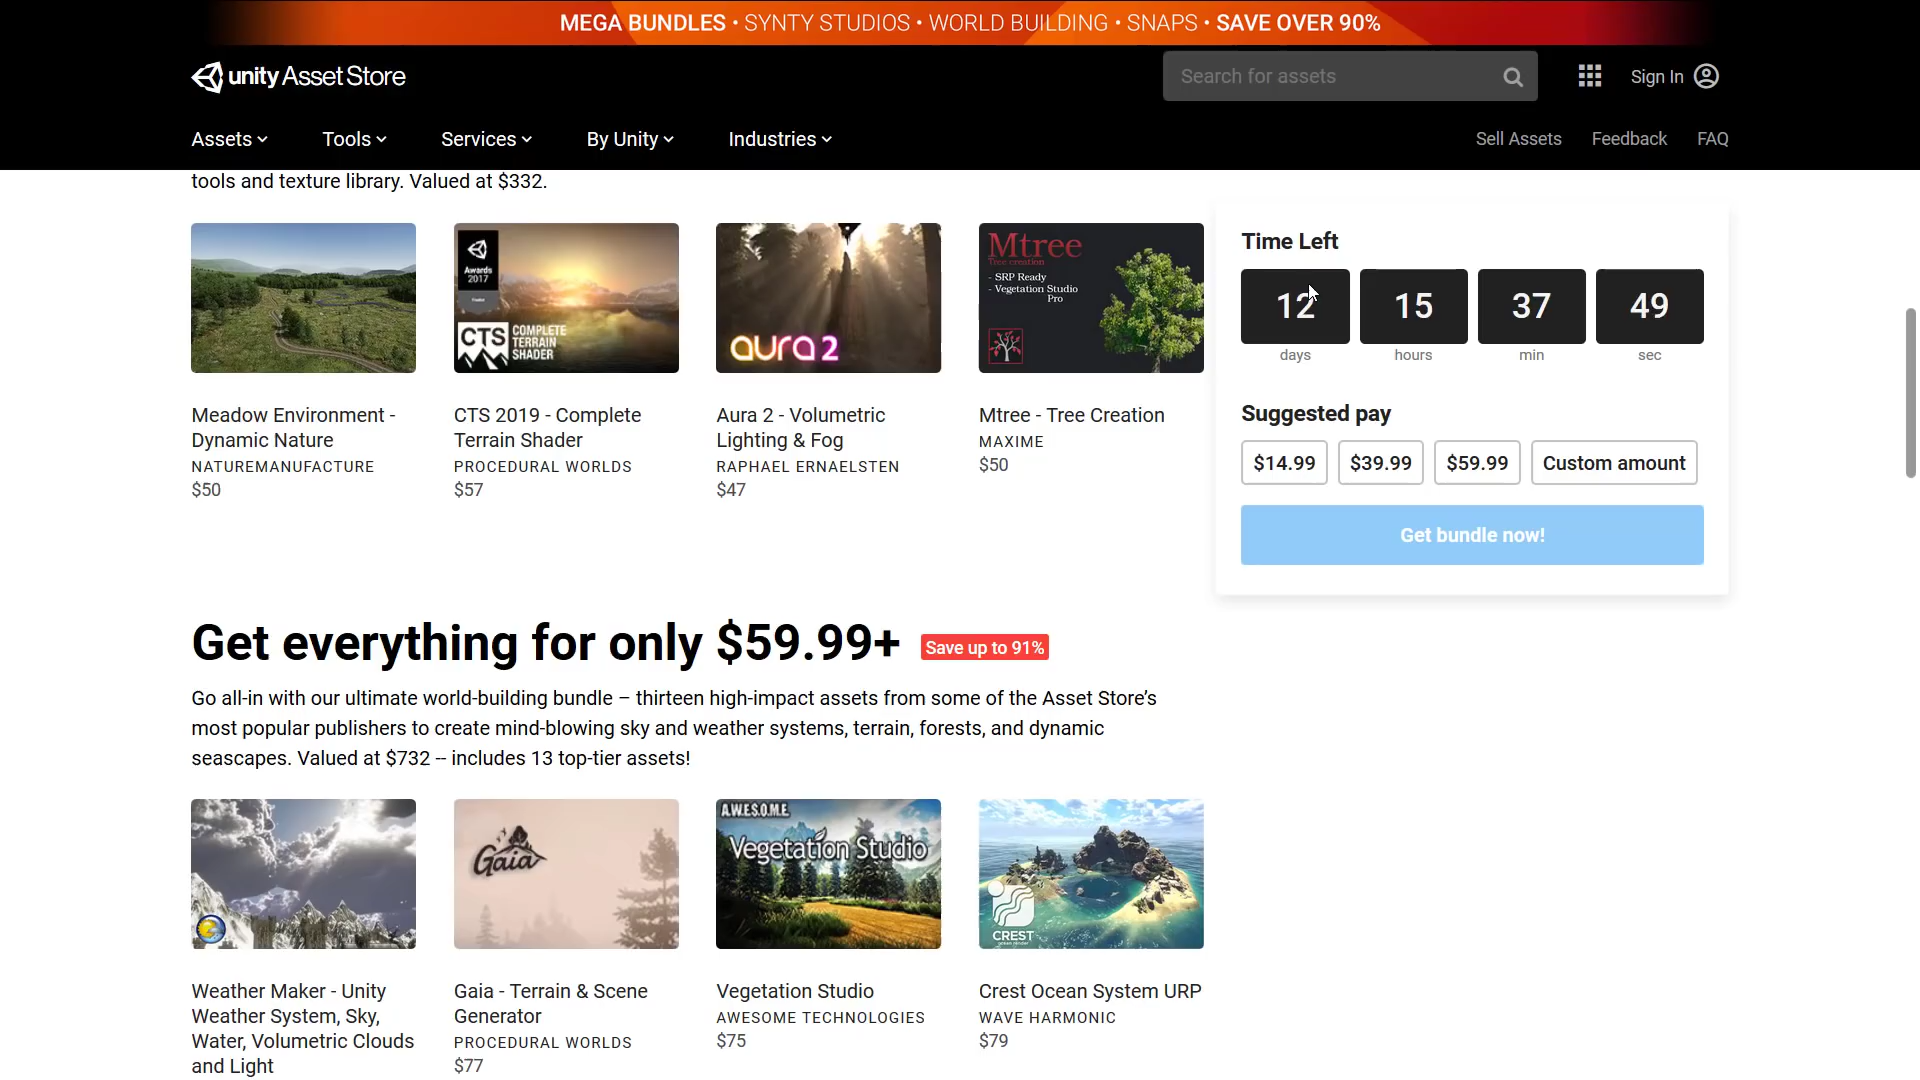 MEGA BUNDLES • SYNTY STUDIOS • WORLD BUILDING • SNAPS • SAVE OVER 90%
unity Asset Store
Search for assets
Sign In
Assets
Tools
Services
By Unity
Industries
Sell Assets
Feedback
FAQ
tools and texture library. Valued at $332.
Awards
2017
CTS COMPLETE
TERRAIN
SHADER
aura 2
Mtree
Tree creation
- SRP Ready
- Vegetation Studio
Pro
Meadow Environment -
Dynamic Nature
NATUREMANUFACTURE
$50
CTS 2019 - Complete
Terrain Shader
PROCEDURAL WORLDS
$57
Aura 2 - Volumetric
Lighting & Fog
RAPHAEL ERNAELSTEN
$47
Mtree - Tree Creation
MAXIME
$50
Time Left
12 15 37 49
days hours min sec
Suggested pay
$14.99 $39.99 $59.99 Custom amount
Get bundle now!
Get everything for only $59.99+ Save up to 91%
Go all-in with our ultimate world-building bundle – thirteen high-impact assets from some of the Asset Store's
most popular publishers to create mind-blowing sky and weather systems, terrain, forests, and dynamic
seascapes. Valued at $732 -- includes 13 top-tier assets!
Gaia
A.W.E.S.O.M.E.
Vegetation Studio
CREST
ocean render
Weather Maker - Unity
Weather System, Sky,
Water, Volumetric Clouds
and Light
Gaia - Terrain & Scene
Generator
PROCEDURAL WORLDS
$77
Vegetation Studio
AWESOME TECHNOLOGIES
$75
Crest Ocean System URP
WAVE HARMONIC
$79